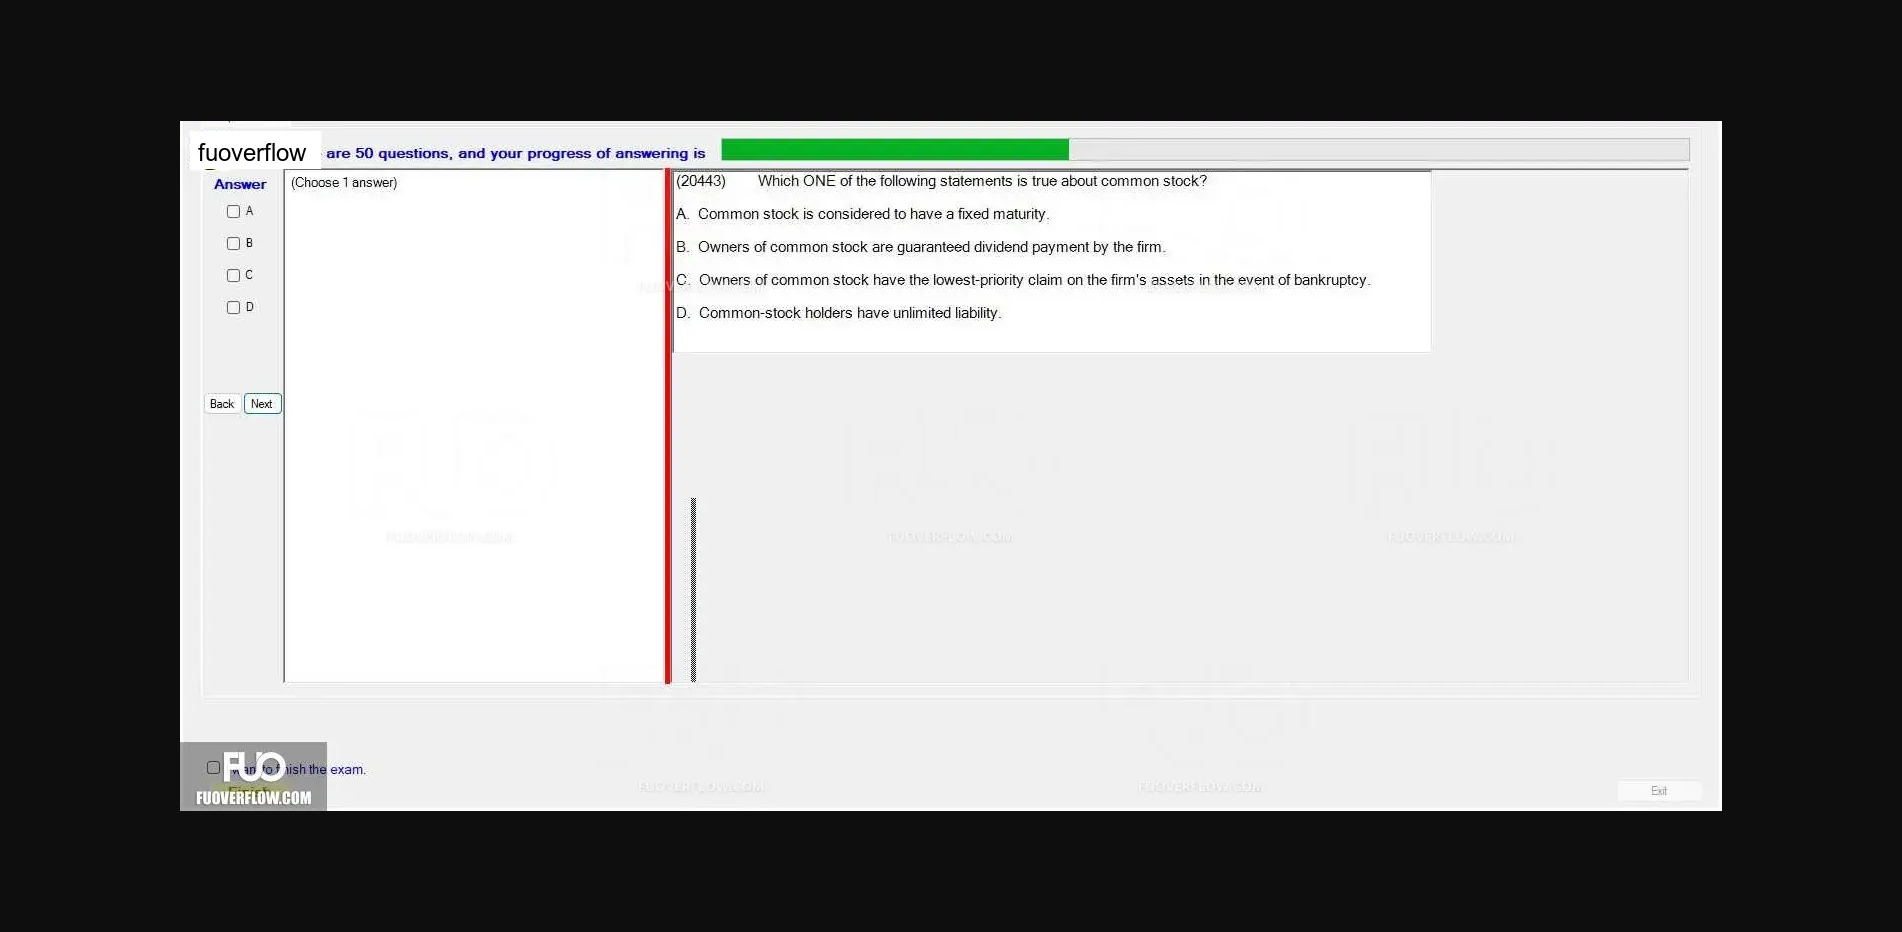 fuoverflow
are 50 questions, and your progress of answering is
Answer
(Choose 1 answer)
A
B
C
D
Back Next
(20443) Which ONE of the following statements is true about common stock?
A. Common stock is considered to have a fixed maturity.
B. Owners of common stock are guaranteed dividend payment by the firm.
C. Owners of common stock have the lowest-priority claim on the firm's assets in the event of bankruptcy.
D. Common-stock holders have unlimited liability.
FUOVERFLOW.COM
FUOVERFLOW.COM
FUOVERFLOW.COM
FUO
the exam.
FUOVERFLOW.COM
FUOVERFLOW.COM
FUOVERFLOW.COM
Exit